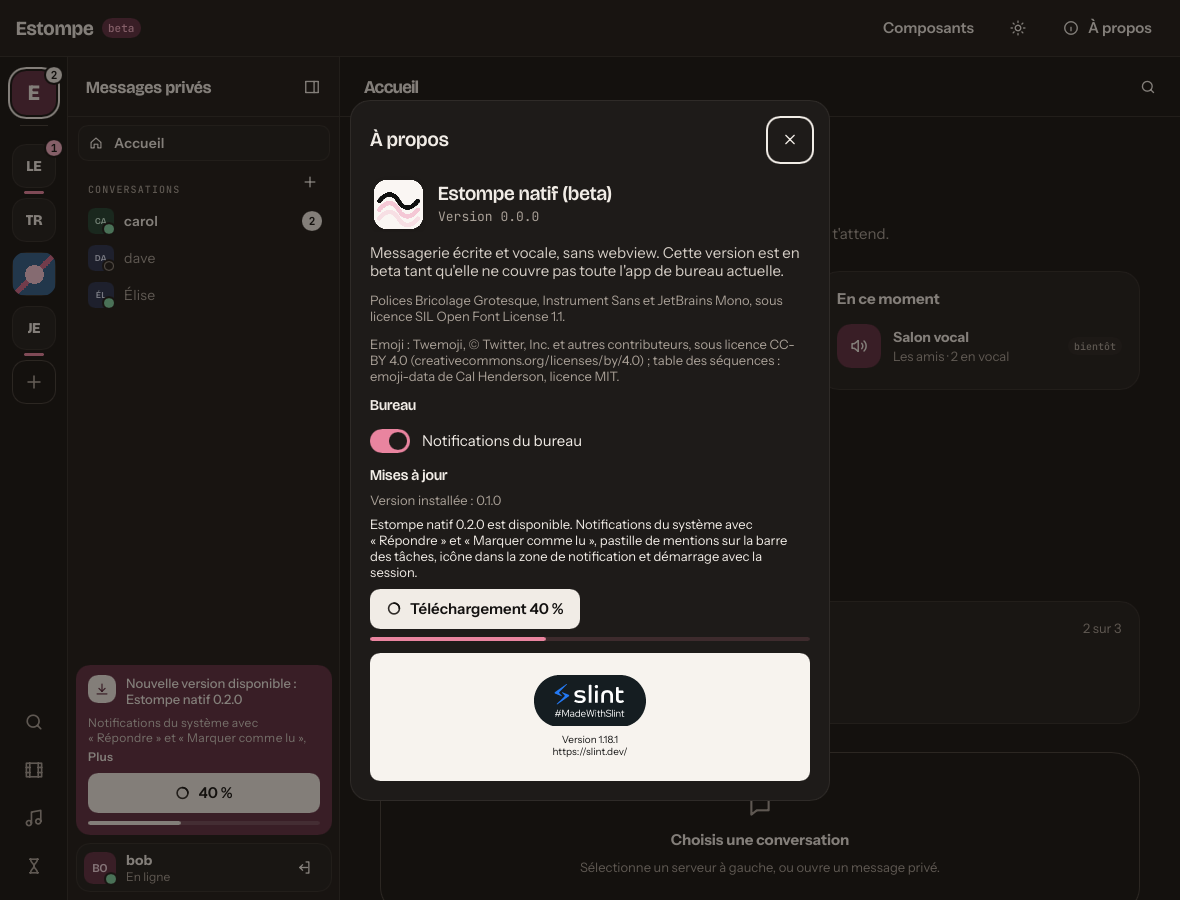 Estompe beta
Composants
À propos
E
2
Messages privés
Accueil
LE
1
TR
JE
Accueil
CONVERSATIONS
CA
carol
2
DA
dave
ÉL
Élise
À propos
Estompe natif (beta)
Version 0.0.0
Messagerie écrite et vocale, sans webview. Cette version est en
beta tant qu'elle ne couvre pas toute l'app de bureau actuelle.
Polices Bricolage Grotesque, Instrument Sans et JetBrains Mono, sous
licence SIL Open Font License 1.1.
Emoji : Twemoji, © Twitter, Inc. et autres contributeurs, sous licence CC-
BY 4.0 (creativecommons.org/licenses/by/4.0) ; table des séquences :
emoji-data de Cal Henderson, licence MIT.
Bureau
Notifications du bureau
Mises à jour
Version installée : 0.1.0
Estompe natif 0.2.0 est disponible. Notifications du système avec
« Répondre » et « Marquer comme lu », pastille de mentions sur la barre
des tâches, icône dans la zone de notification et démarrage avec la
session.
Téléchargement 40 %
slint
#MadeWithSlint
Version 1.18.1
https://slint.dev/
t'attend.
En ce moment
Salon vocal
Les amis · 2 en vocal
bientôt
2 sur 3
Nouvelle version disponible :
Estompe natif 0.2.0
Notifications du système avec
« Répondre » et « Marquer comme lu »,
Plus
40 %
BO
bob
En ligne
Choisis une conversation
Sélectionne un serveur à gauche, ou ouvre un message privé.